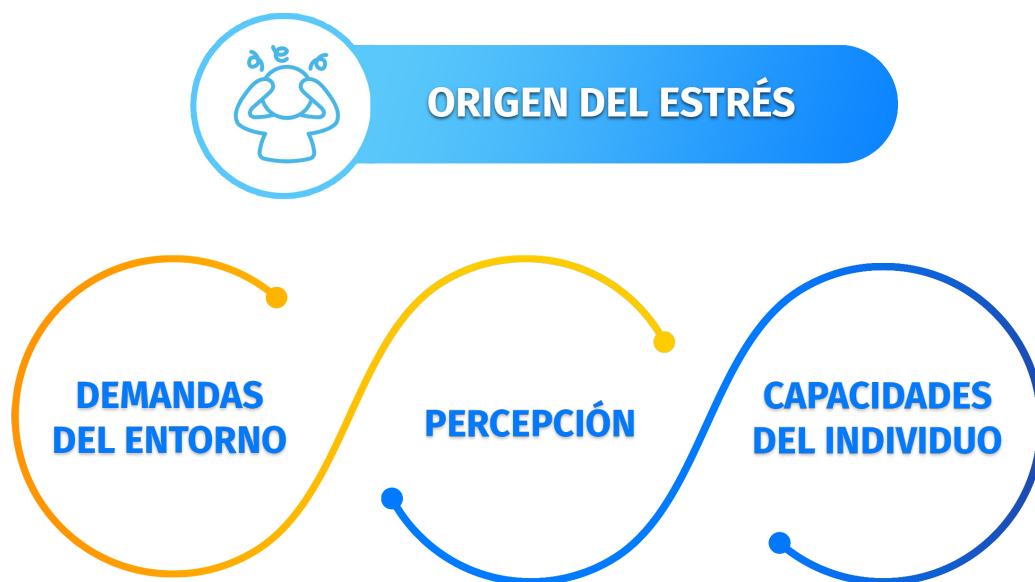 ORIGEN DEL ESTRÉS
DEMANDAS
DEL ENTORNO
PERCEPCIÓN
CAPACIDADES
DEL INDIVIDUO